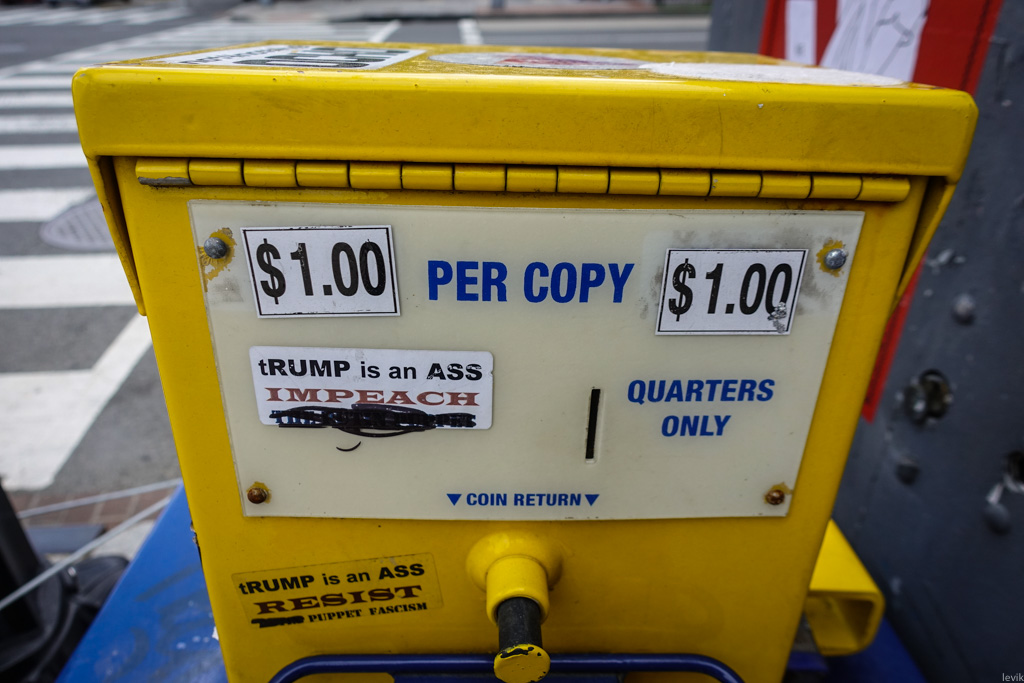 $1.00 PER COPY $1.00
tRUMP is an ASS
IMPEACH
QUARTERS
ONLY
▼ COIN RETURN ▼
tRUMP is an ASS
RESIST
PUPPET FASCISM
levik